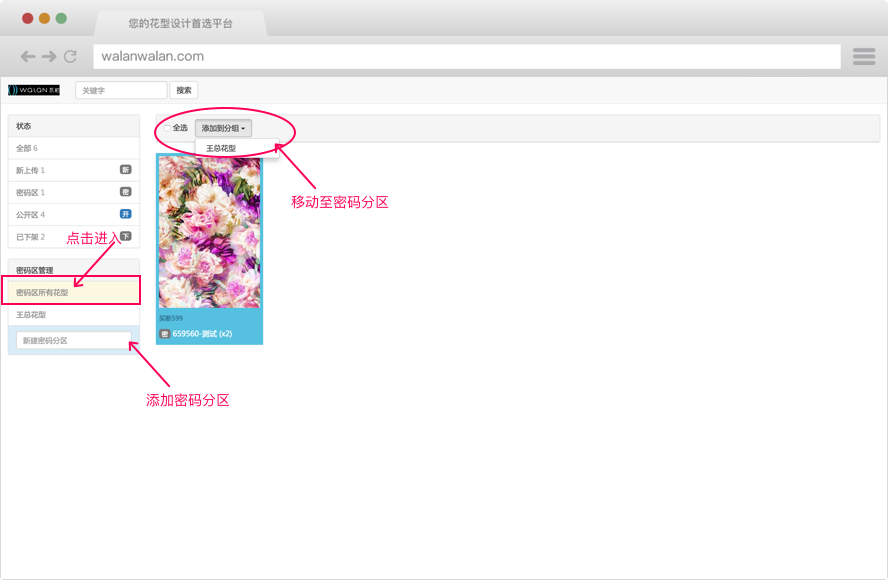 您的花型设计首选平台
walanwalan.com
WALAN 瓦栏
关键字
搜索
状态
全部 6
新上传 1 新
密码区 1 密
公开区 4 开
已下架 2 下
点击进入
密码区管理
密码区所有花型
王总花型
新建密码分区
添加密码分区
全选
添加到分组
王总花型
移动至密码分区
买断599
密 659560-测试 (x2)